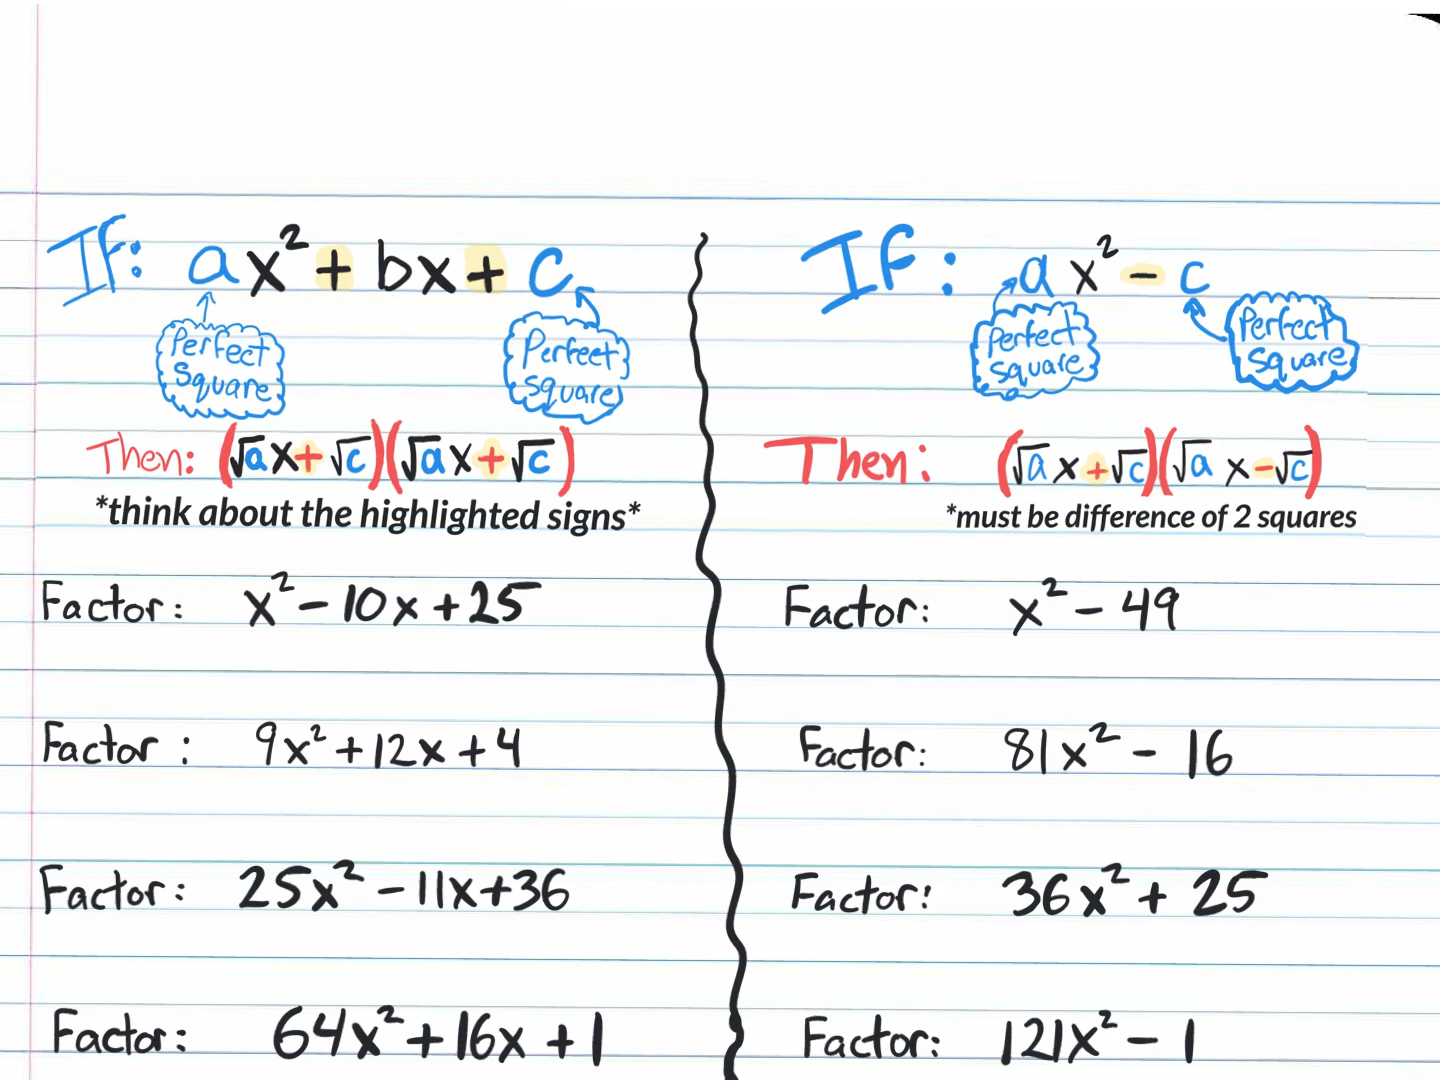 If: ax² + bx + c
Perfect Square
Perfect square
Then: (√ax + √c)(√ax + √c)
*think about the highlighted signs*
Factor: x² - 10x + 25
Factor: 9x² + 12x + 4
Factor: 25x² - 11x + 36
Factor: 64x² + 16x + 1
If: ax² - c
Perfect square
Perfect square
Then: (√ax + √c)(√ax - √c)
*must be difference of 2 squares
Factor: x² - 49
Factor: 81x² - 16
Factor: 36x² + 25
Factor: 121x² - 1